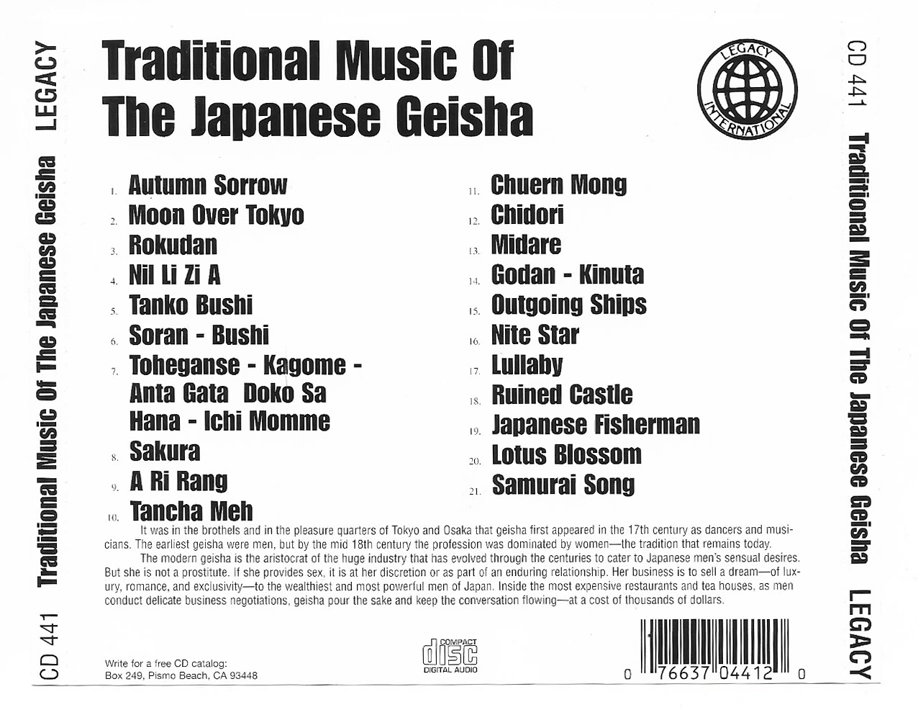 LEGACY
Traditional Music Of The Japanese Geisha
CD 441
Traditional Music Of
The Japanese Geisha
LEGACY
INTERNATIONAL
1. Autumn Sorrow
2. Moon Over Tokyo
3. Rokudan
4. Nil Li Zi A
5. Tanko Bushi
6. Soran - Bushi
7. Toheganse - Kagome -
Anta Gata Doko Sa
Hana - Ichi Momme
8. Sakura
9. A Ri Rang
10. Tancha Meh
11. Chuern Mong
12. Chidori
13. Midare
14. Godan - Kinuta
15. Outgoing Ships
16. Nite Star
17. Lullaby
18. Ruined Castle
19. Japanese Fisherman
20. Lotus Blossom
21. Samurai Song
It was in the brothels and in the pleasure quarters of Tokyo and Osaka that geisha first appeared in the 17th century as dancers and musi-
cians. The earliest geisha were men, but by the mid 18th century the profession was dominated by women—the tradition that remains today.
The modern geisha is the aristocrat of the huge industry that has evolved through the centuries to cater to Japanese men's sensual desires.
But she is not a prostitute. If she provides sex, it is at her discretion or as part of an enduring relationship. Her business is to sell a dream—of lux-
ury, romance, and exclusivity—to the wealthiest and most powerful men of Japan. Inside the most expensive restaurants and tea houses, as men
conduct delicate business negotiations, geisha pour the sake and keep the conversation flowing—at a cost of thousands of dollars.
Write for a free CD catalog:
Box 249, Pismo Beach, CA 93448
COMPACT
disc
DIGITAL AUDIO
0 76637 04412 0
CD 441
Traditional Music Of The Japanese Geisha
LEGACY